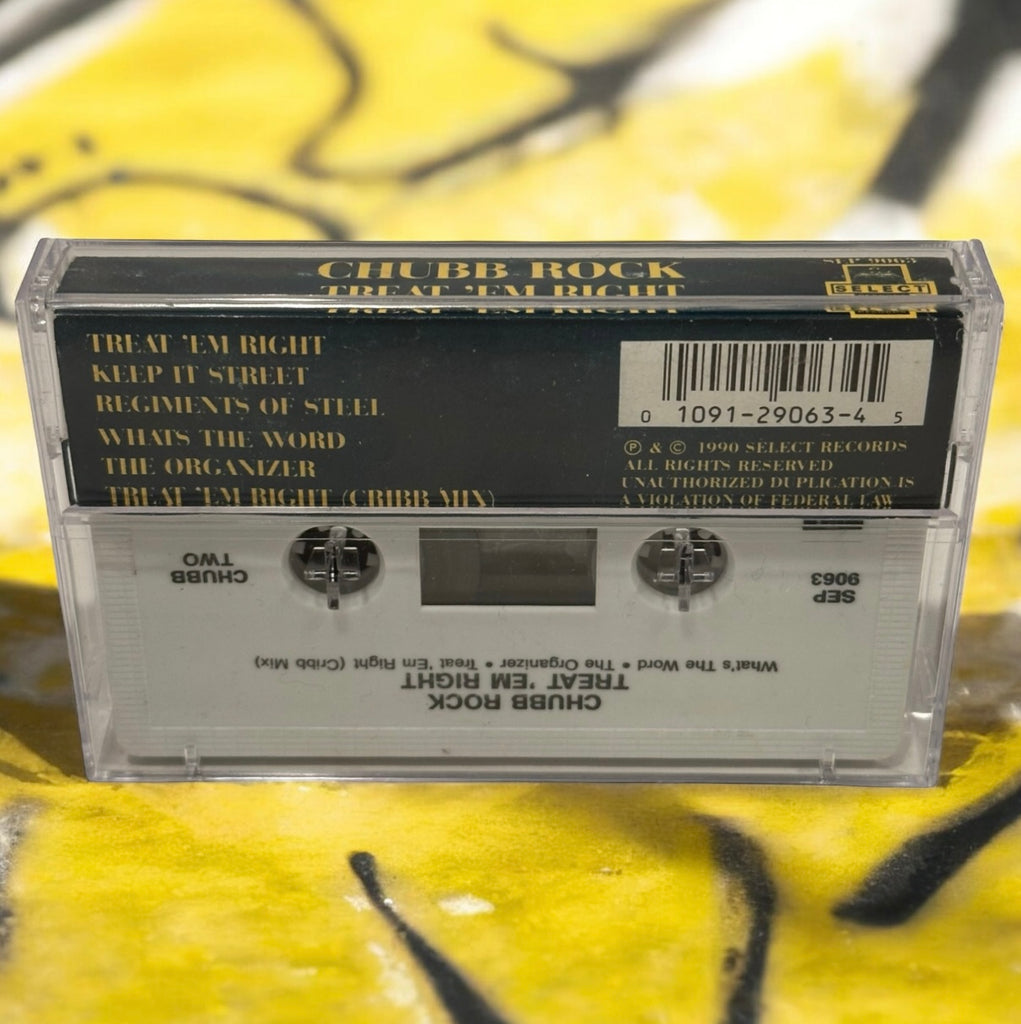 CHUBB ROCK
TREAT 'EM RIGHT
SEP 9063
SELECT
TREAT 'EM RIGHT
KEEP IT STREET
REGIMENTS OF STEEL
WHATS THE WORD
THE ORGANIZER
TREAT 'EM RIGHT (CRIBB MIX)
0 1091-29063-4 5
℗ & © 1990 SELECT RECORDS
ALL RIGHTS RESERVED
UNAUTHORIZED DUPLICATION IS
A VIOLATION OF FEDERAL LAW
CHUBB ROCK
TREAT 'EM RIGHT
What's The Word • The Organizer • Treat 'Em Right (Cribb Mix)
SEP
9063
CHUBB
TWO